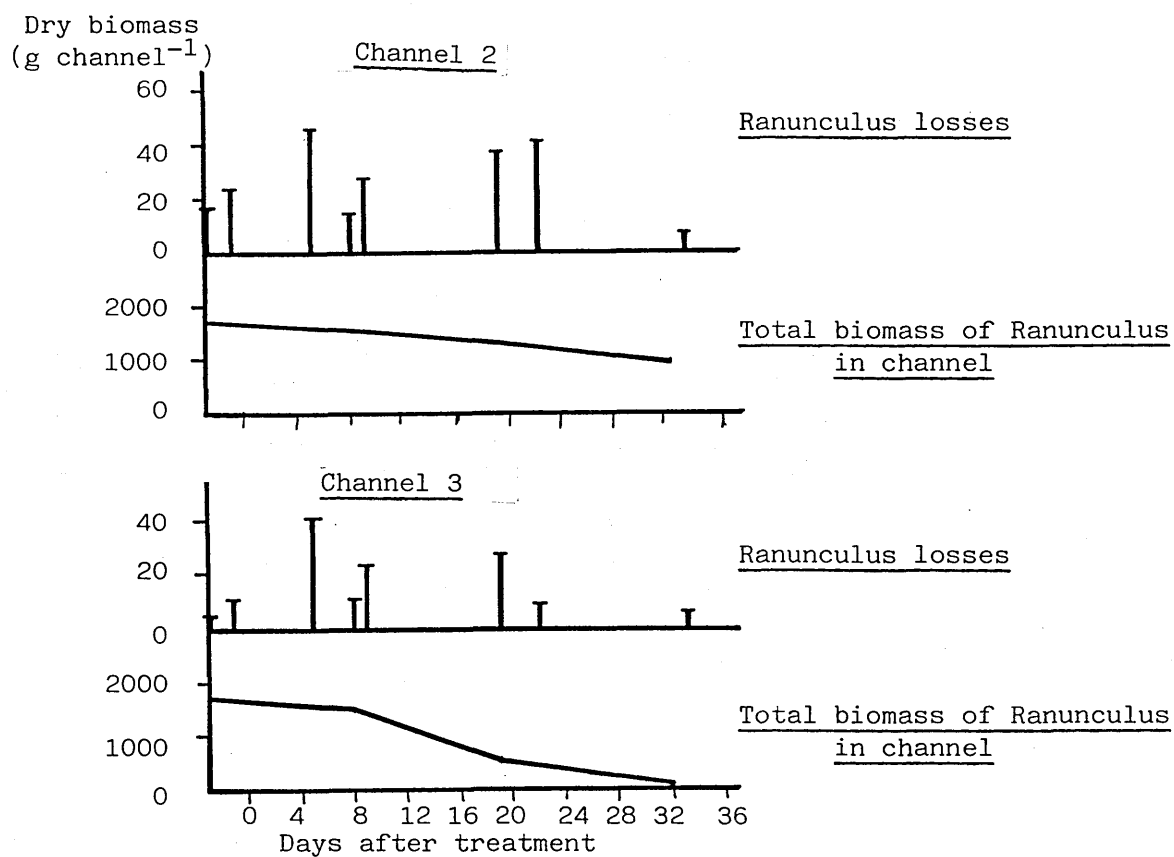 Dry biomass
(g channel⁻¹)
Channel 2
60
40
20
0
Ranunculus losses
2000
1000
0
Total biomass of Ranunculus
in channel
Channel 3
40
20
0
Ranunculus losses
2000
1000
0
Total biomass of Ranunculus
in channel
0 4 8 12 16 20 24 28 32 36
Days after treatment